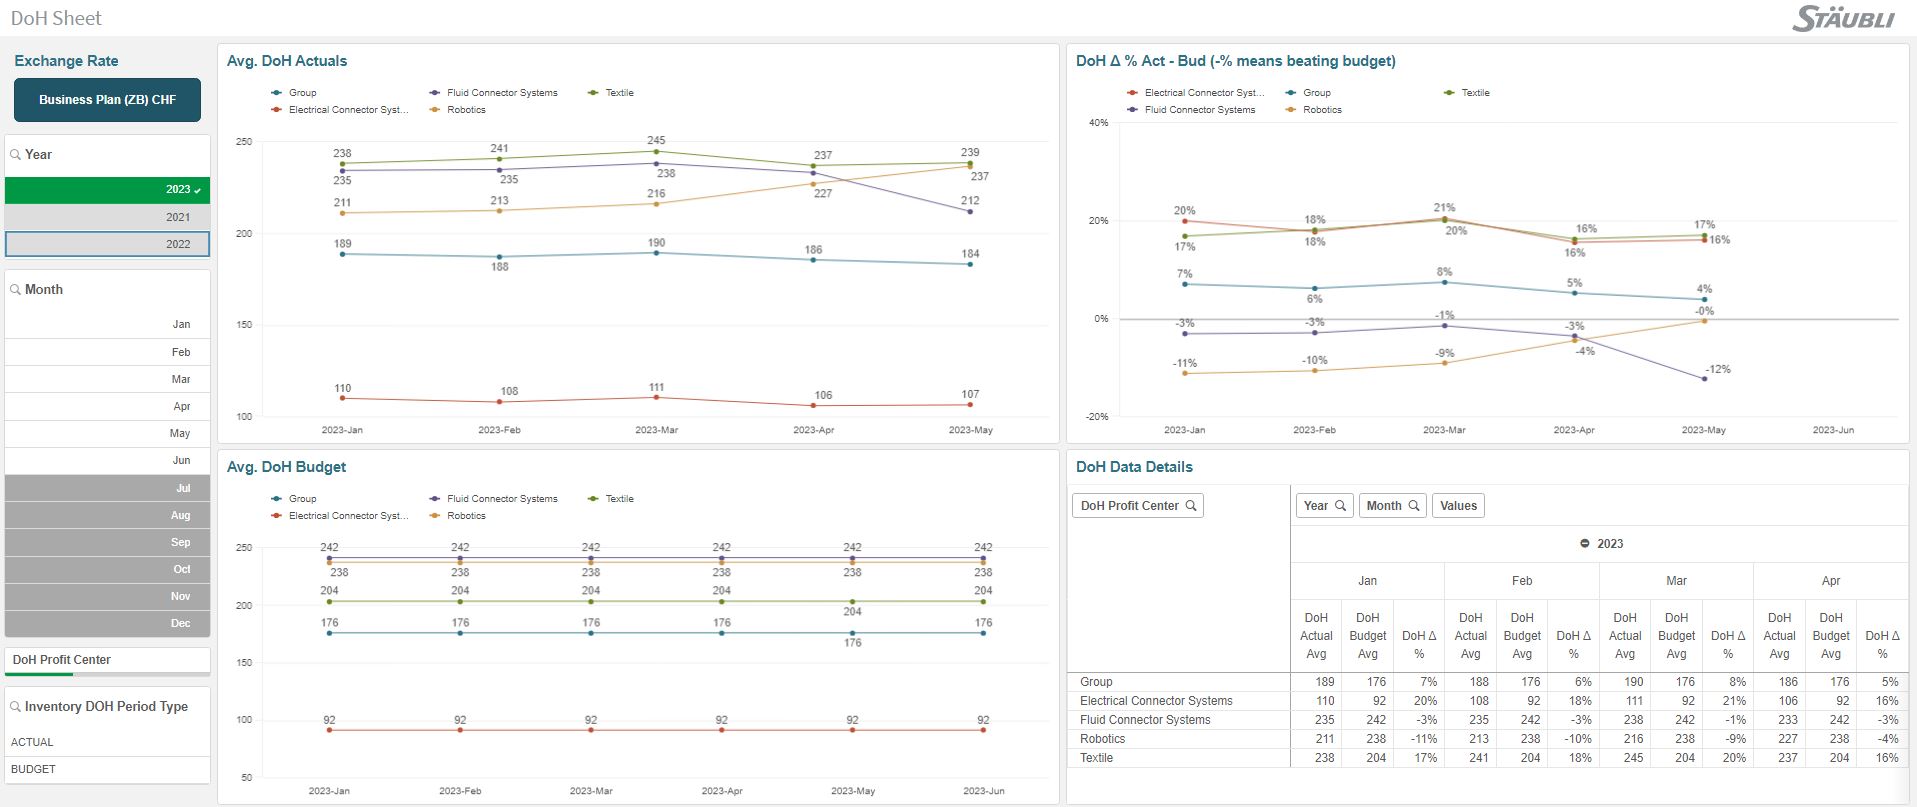 DoH Sheet
STÄUBLI
Exchange Rate
Business Plan (ZB) CHF
Year
2023
2021
2022
Month
Jan
Feb
Mar
Apr
May
Jun
Jul
Aug
Sep
Oct
Nov
Dec
DoH Profit Center
Inventory DOH Period Type
ACTUAL
BUDGET
Avg. DoH Actuals
Group Fluid Connector Systems Textile
Electrical Connector Syst... Robotics
250
200
150
100
238 241 245 237 239
235 235 238 212
211 213 216 227 237
189 188 190 186 184
110 108 111 106 107
2023-Jan 2023-Feb 2023-Mar 2023-Apr 2023-May
DoH Δ % Act - Bud (-% means beating budget)
Electrical Connector Syst... Group Textile
Fluid Connector Systems Robotics
40%
20%
0%
-20%
20% 18% 21% 16% 17%
17% 18% 20% 16% 16%
7% 6% 8% 5% 4%
-3% -3% -1% -3% -0%
-11% -10% -9% -4% -12%
2023-Jan 2023-Feb 2023-Mar 2023-Apr 2023-May 2023-Jun
Avg. DoH Budget
Group Fluid Connector Systems Textile
Electrical Connector Syst... Robotics
250
200
150
100
50
242 242 242 242 242 242
238 238 238 238 238 238
204 204 204 204 204 204
176 176 176 176 176 176
92 92 92 92 92 92
2023-Jan 2023-Feb 2023-Mar 2023-Apr 2023-May 2023-Jun
DoH Data Details
DoH Profit Center Year Month Values
2023
Jan Feb Mar Apr
DoH DoH DoH DoH DoH DoH DoH DoH
Actual Budget DoH Δ Actual Budget DoH Δ Actual Budget DoH Δ Actual Budget DoH Δ
Avg Avg % Avg Avg % Avg Avg % Avg Avg %
Group 189 176 7% 188 176 6% 190 176 8% 186 176 5%
Electrical Connector Systems 110 92 20% 108 92 18% 111 92 21% 106 92 16%
Fluid Connector Systems 235 242 -3% 235 242 -3% 238 242 -1% 233 242 -3%
Robotics 211 238 -11% 213 238 -10% 216 238 -9% 227 238 -4%
Textile 238 204 17% 241 204 18% 245 204 20% 237 204 16%